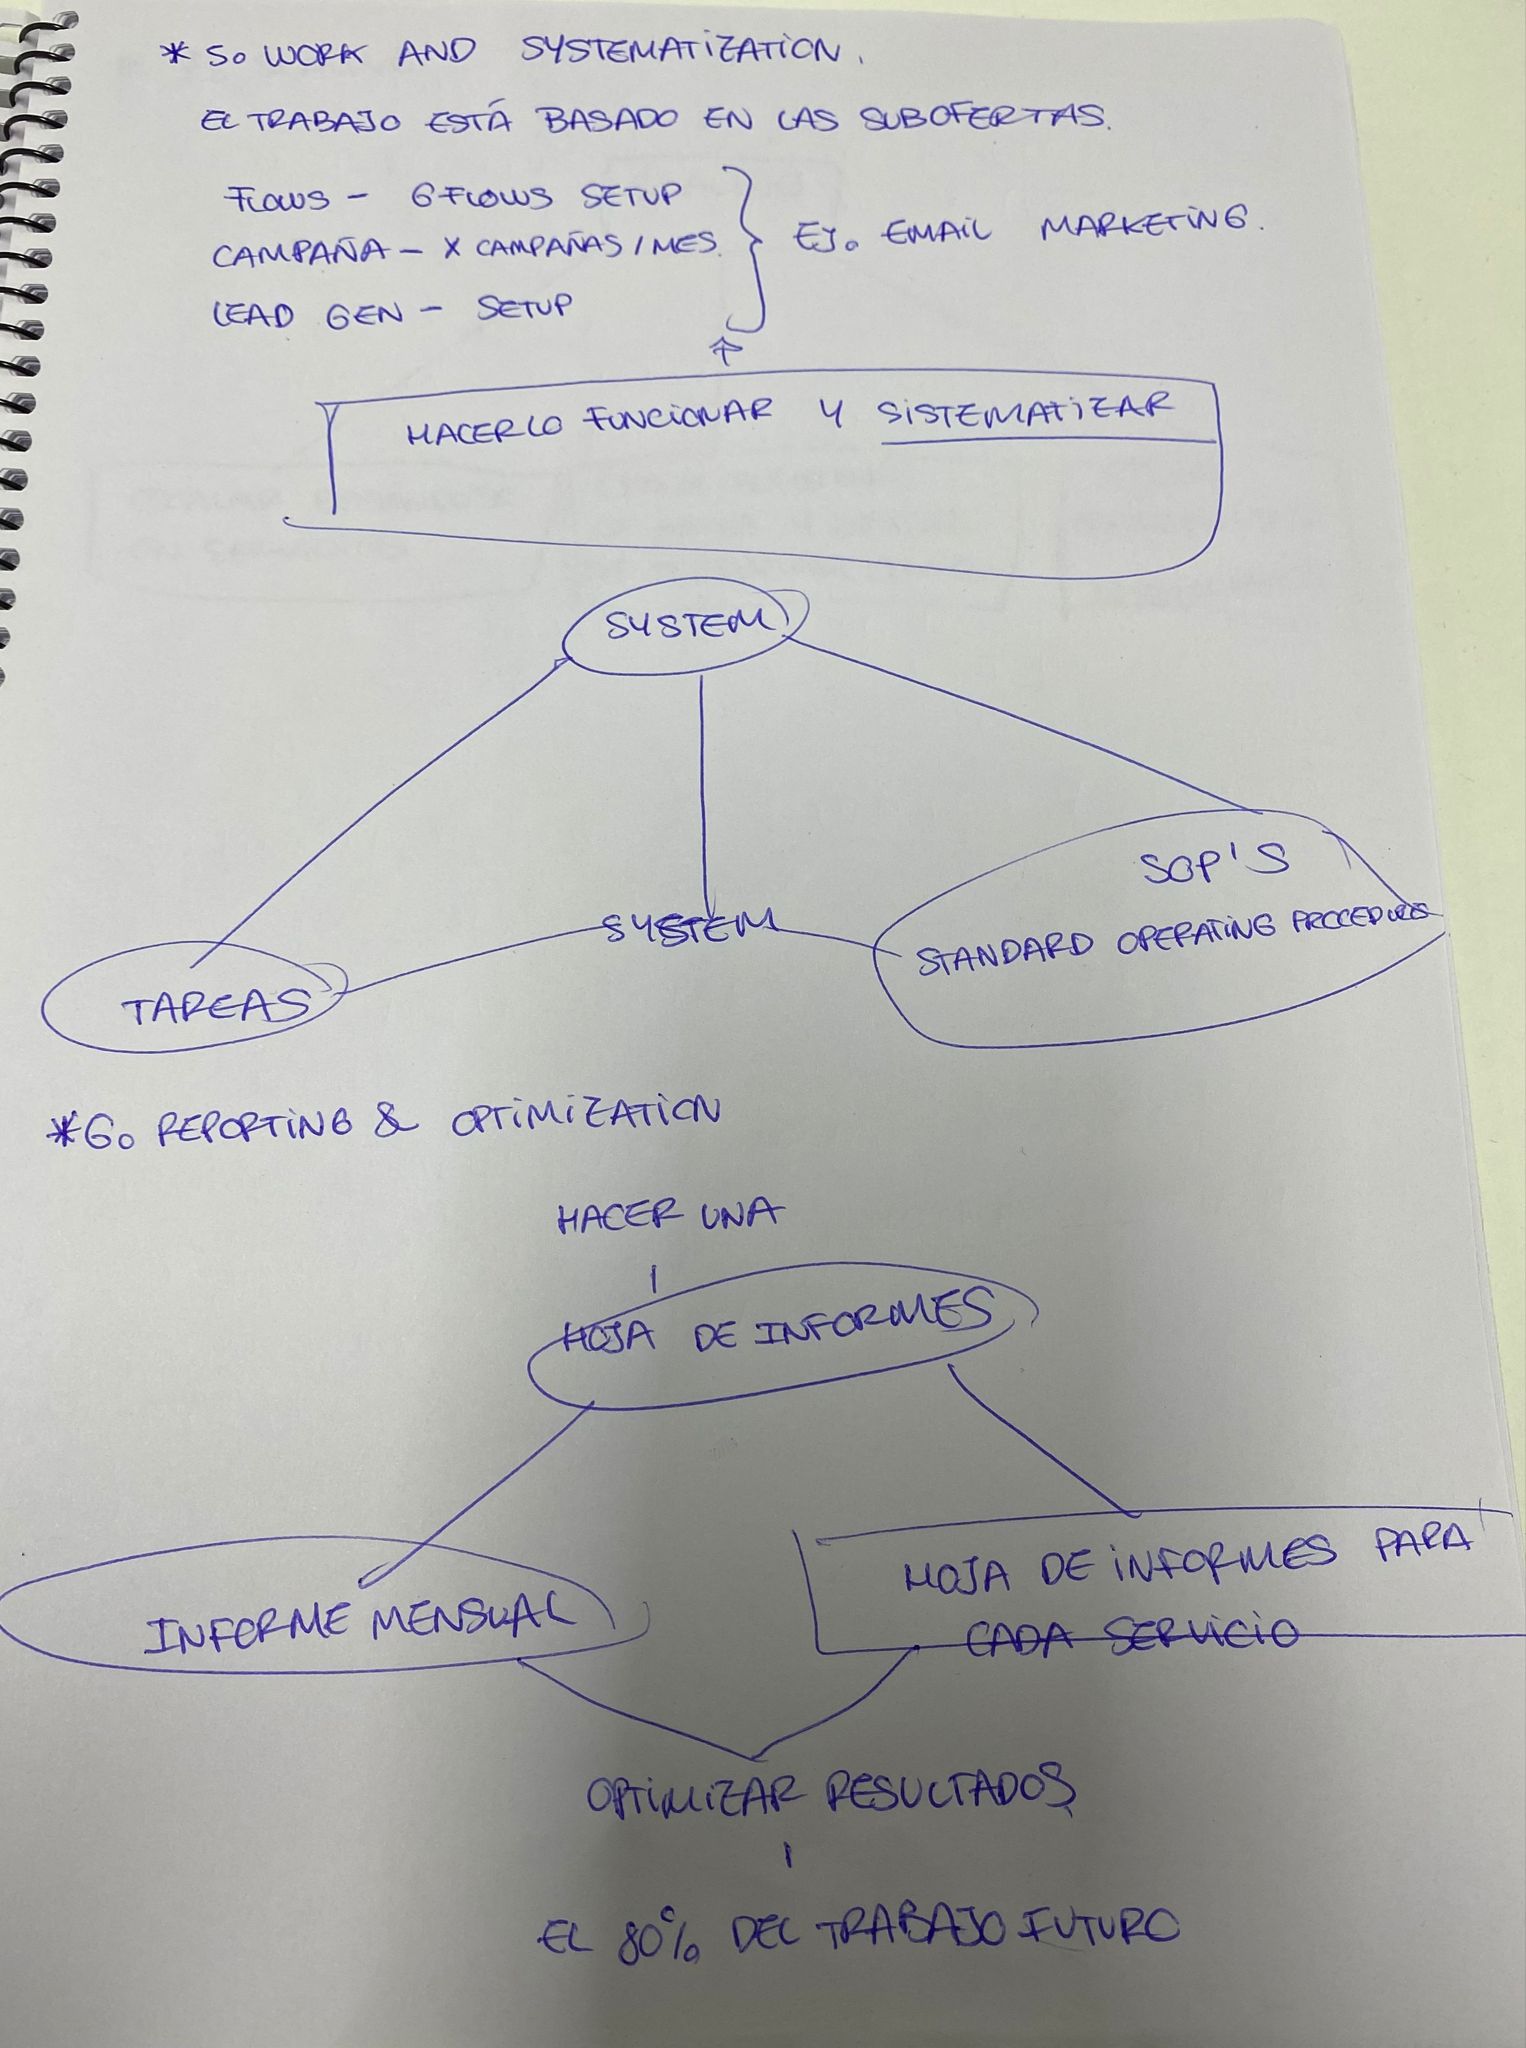 * 5. WORK AND SYSTEMATIZATION.
EL TRABAJO ESTÁ BASADO EN LAS SUBOFERTAS.
FLOWS - 6 FLOWS SETUP
CAMPAÑA - X CAMPAÑAS/MES.
LEAD GEN - SETUP
EJ. EMAIL MARKETING.
HACERLO FUNCIONAR Y SISTEMATIZAR
SYSTEM
SOP'S
STANDARD OPERATING PROCEDURES
SYSTEM
TAREAS
* 6. REPORTING & OPTIMIZATION
HACER UNA
HOJA DE INFORMES
INFORME MENSUAL
HOJA DE INFORMES PARA
CADA SERVICIO
OPTIMIZAR RESULTADOS
EL 80% DEL TRABAJO FUTURO